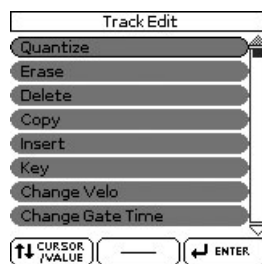 Track Edit
Quantize
Erase
Delete
Copy
Insert
Key
Change Velo
Change Gate Time
CURSOR
/VALUE
ENTER